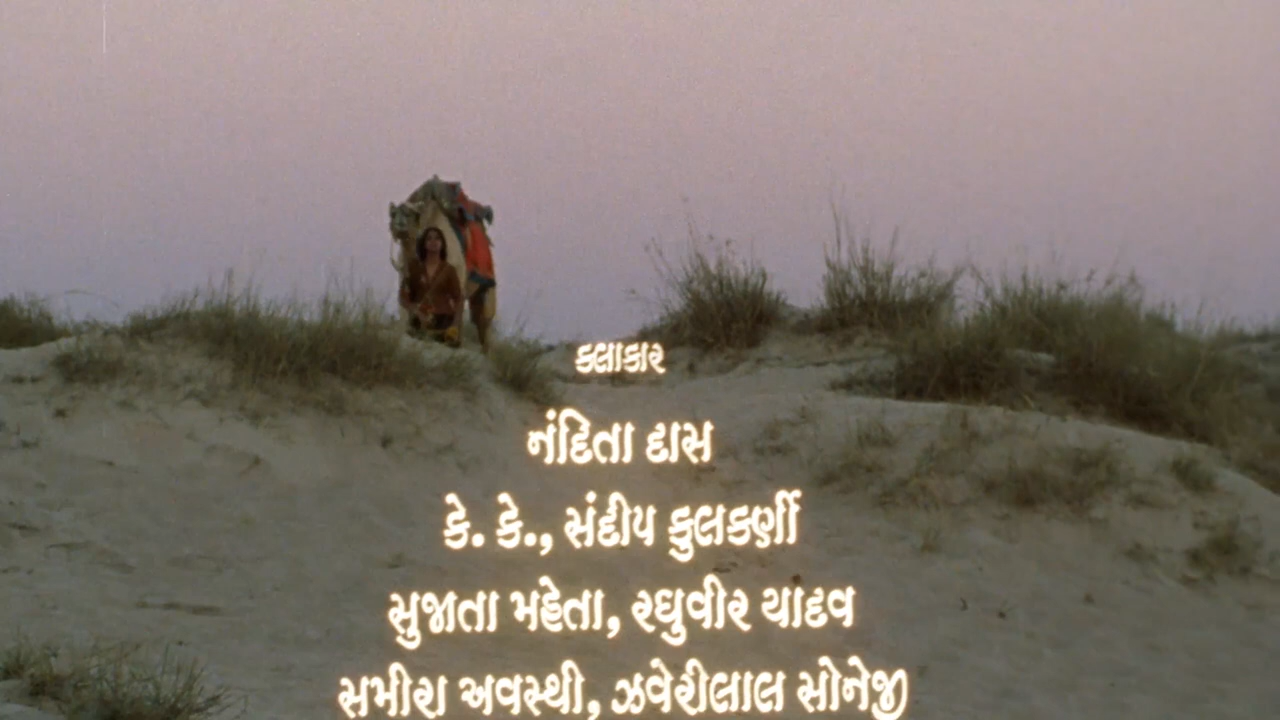 કલાકાર
નંદિતા દાસ
કે. કે., સંદીપ કુલકર્ણી
સુજાતા મહેતા, રઘુવીર યાદવ
સમીરા અવસ્થી, ઝવેરીલાલ સોનેજી